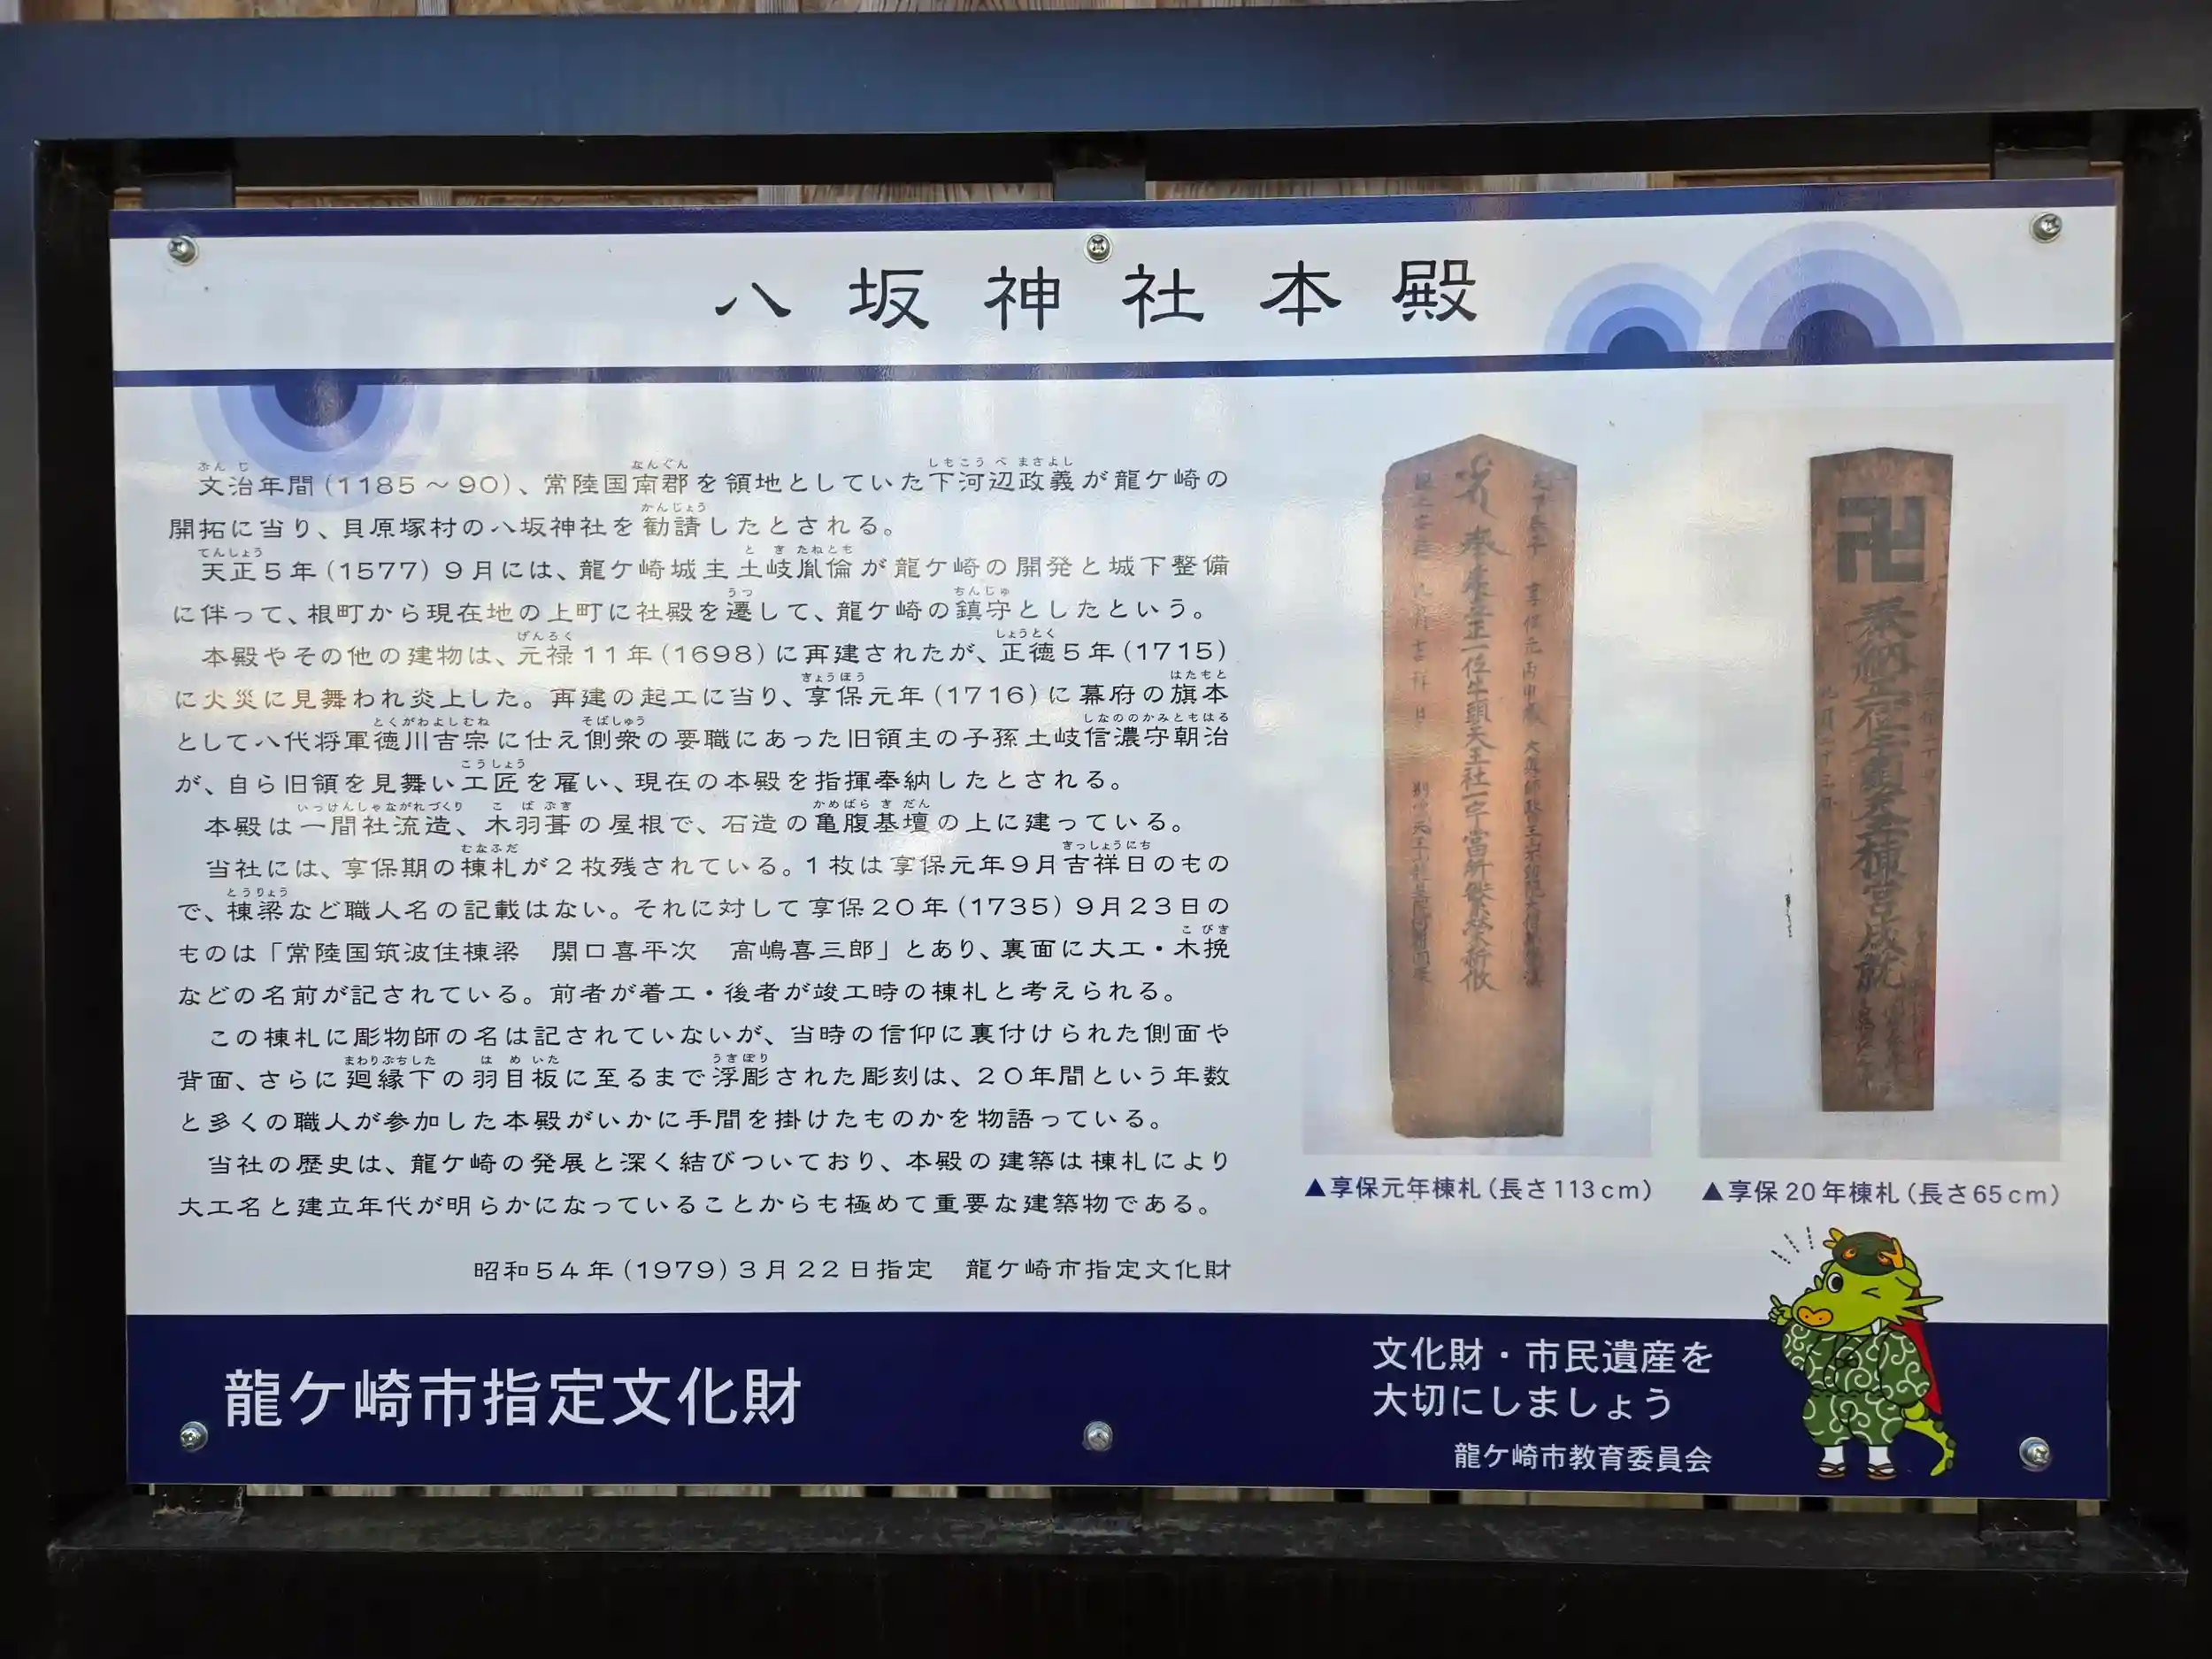 八坂神社本殿
文治年間(1185～90)、常陸国南郡を領地としていた下河辺政義が龍ケ崎の
開拓に当り、貝原塚村の八坂神社を勧請したとされる。
天正5年(1577)9月には、龍ケ崎城主土岐胤倫が龍ケ崎の開発と城下整備
に伴って、根町から現在地の上町に社殿を遷して、龍ケ崎の鎮守としたという。
本殿やその他の建物は、元禄11年(1698)に再建されたが、正徳5年(1715)
に火災に見舞われ炎上した。再建の起工に当り、享保元年(1716)に幕府の旗本
として八代将軍徳川吉宗に仕え側衆の要職にあった旧領主の子孫土岐信濃守朝治
が、自ら旧領を見舞い工匠を雇い、現在の本殿を指揮奉納したとされる。
本殿は一間社流造、木羽葺の屋根で、石造の亀腹基壇の上に建っている。
当社には、享保期の棟札が2枚残されている。1枚は享保元年9月吉祥日のもの
で、棟梁など職人名の記載はない。それに対して享保20年(1735)9月23日の
ものは「常陸国筑波住棟梁　関口喜平次　高嶋喜三郎」とあり、裏面に大工・木挽
などの名前が記されている。前者が着工・後者が竣工時の棟札と考えられる。
この棟札に彫物師の名は記されていないが、当時の信仰に裏付けられた側面や
背面、さらに廻縁下の羽目板に至るまで浮彫された彫刻は、20年間という年数
と多くの職人が参加した本殿がいかに手間を掛けたものかを物語っている。
当社の歴史は、龍ケ崎の発展と深く結びついており、本殿の建築は棟札により
大工名と建立年代が明らかになっていることからも極めて重要な建築物である。
昭和54年(1979)3月22日指定　龍ケ崎市指定文化財
▲享保元年棟札(長さ113cm)
▲享保20年棟札(長さ65cm)
龍ケ崎市指定文化財
文化財・市民遺産を
大切にしましょう
龍ケ崎市教育委員会